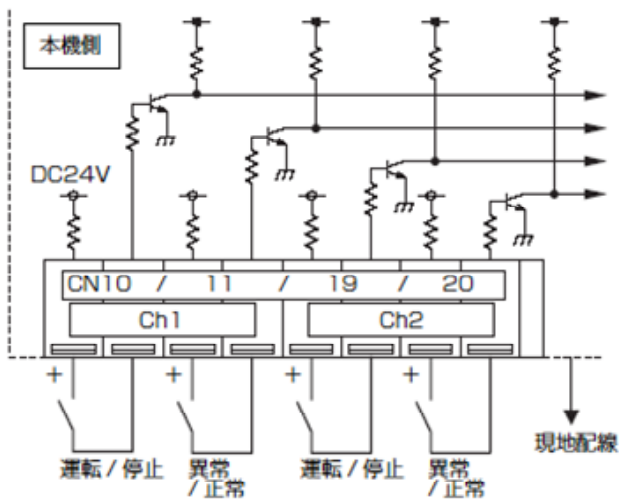 本機側
DC24V
CN10 / 11 / 19 / 20
Ch1 Ch2
+ + + +
現地配線
運転/停止 異常/正常 運転/停止 異常/正常